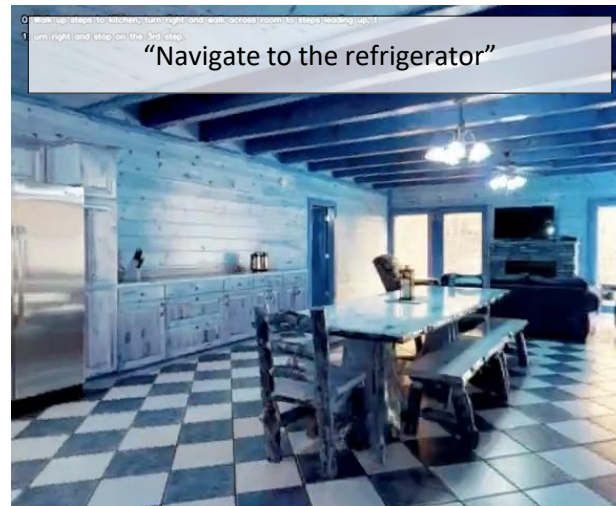 0: Walk up steps to kitchen, turn right and walk across room to steps leading up, t
1: urn right and stop on the 3rd step.
“Navigate to the refrigerator”